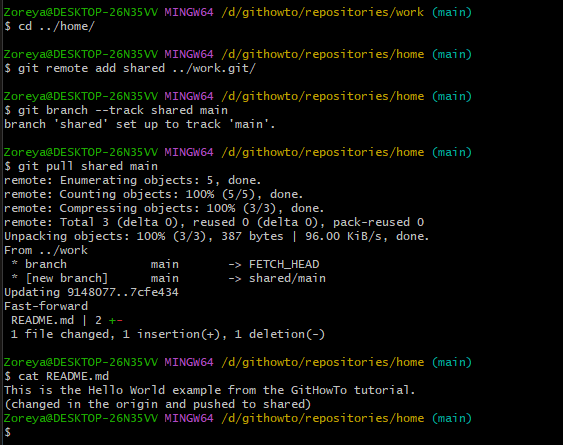 Zoreya@DESKTOP-26N35VV MINGW64 /d/githowto/repositories/work (main)
$ cd ../home/
Zoreya@DESKTOP-26N35VV MINGW64 /d/githowto/repositories/home (main)
$ git remote add shared ../work.git/
Zoreya@DESKTOP-26N35VV MINGW64 /d/githowto/repositories/home (main)
$ git branch --track shared main
branch 'shared' set up to track 'main'.
Zoreya@DESKTOP-26N35VV MINGW64 /d/githowto/repositories/home (main)
$ git pull shared main
remote: Enumerating objects: 5, done.
remote: Counting objects: 100% (5/5), done.
remote: Compressing objects: 100% (3/3), done.
remote: Total 3 (delta 0), reused 0 (delta 0), pack-reused 0
Unpacking objects: 100% (3/3), 387 bytes | 96.00 KiB/s, done.
From ../work
 * branch            main       -> FETCH_HEAD
 * [new branch]      main       -> shared/main
Updating 9148077..7cfe434
Fast-forward
 README.md | 2 +-
 1 file changed, 1 insertion(+), 1 deletion(-)
Zoreya@DESKTOP-26N35VV MINGW64 /d/githowto/repositories/home (main)
$ cat README.md
This is the Hello World example from the GitHowTo tutorial.
(changed in the origin and pushed to shared)
Zoreya@DESKTOP-26N35VV MINGW64 /d/githowto/repositories/home (main)
$